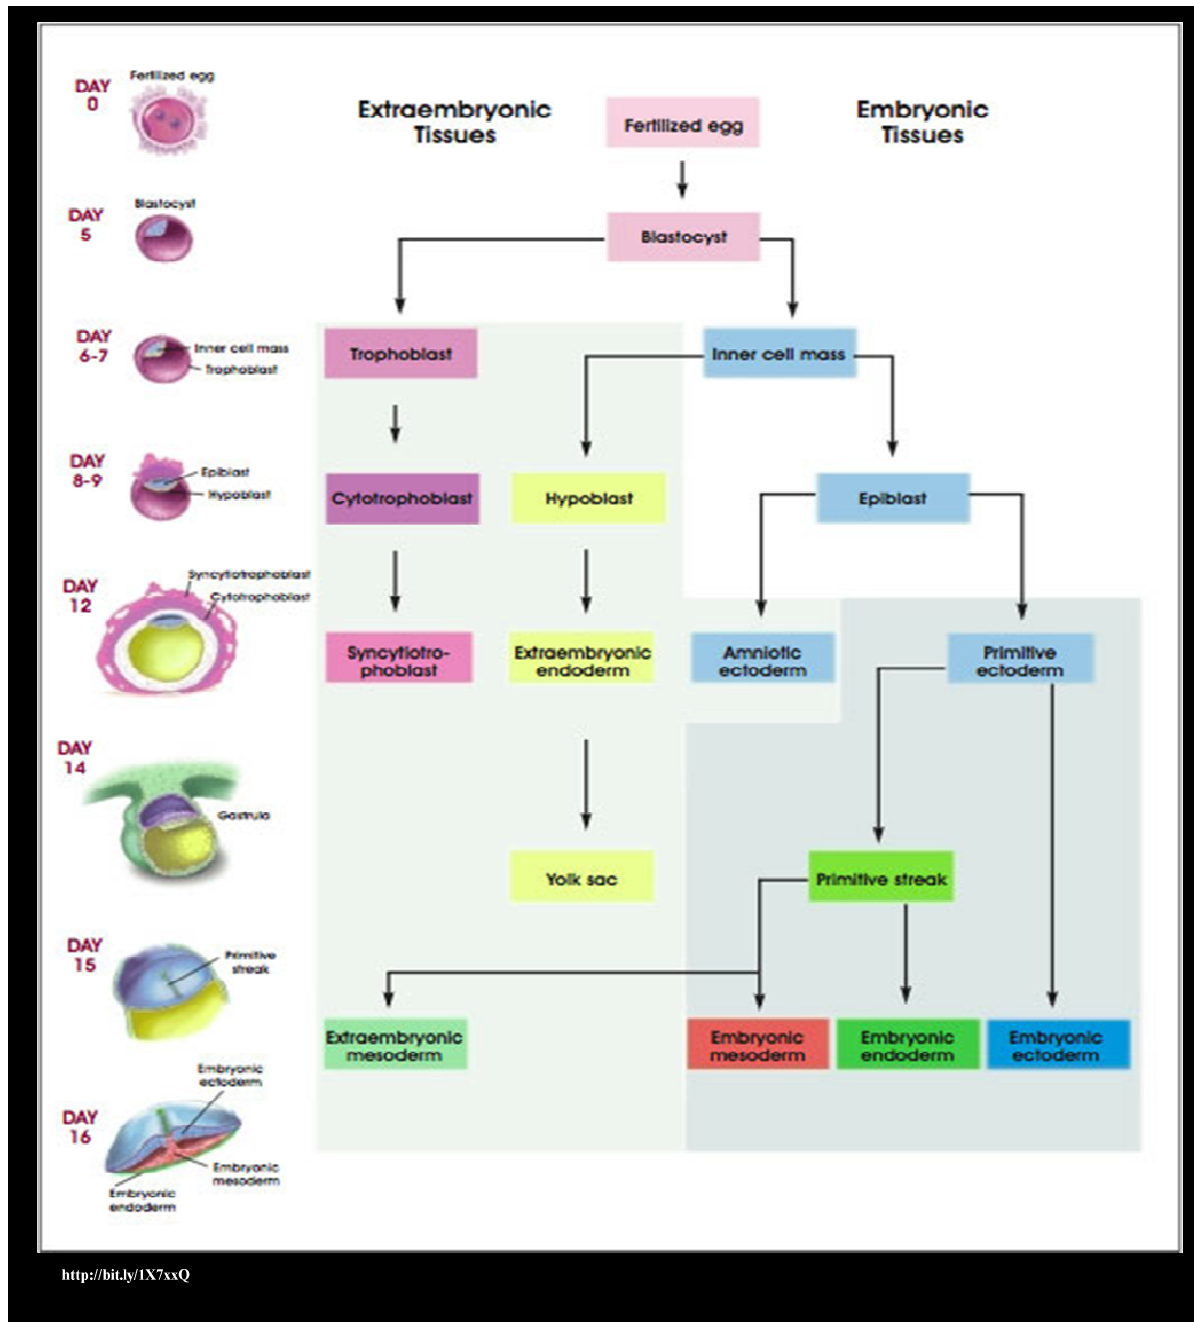 DAY
0
Fertilized egg
Extraembryonic
Tissues
Fertilized egg
Embryonic
Tissues
DAY
5
Blastocyst
Blastocyst
DAY
6-7
Inner cell mass
Trophoblast
Trophoblast
Inner cell mass
DAY
8-9
Epiblast
Hypoblast
Cytotrophoblast
Hypoblast
Epiblast
DAY
12
Syncytiotrophoblast
Cytotrophoblast
Syncytiotro-
phoblast
Extraembryonic
endoderm
Amniotic
ectoderm
Primitive
ectoderm
DAY
14
Gastrula
Yolk sac
Primitive streak
DAY
15
Primitive
streak
Extraembryonic
mesoderm
Embryonic
mesoderm
Embryonic
endoderm
Embryonic
ectoderm
DAY
16
Embryonic
ectoderm
Embryonic
mesoderm
Embryonic
endoderm
http://bit.ly/1X7xxQ